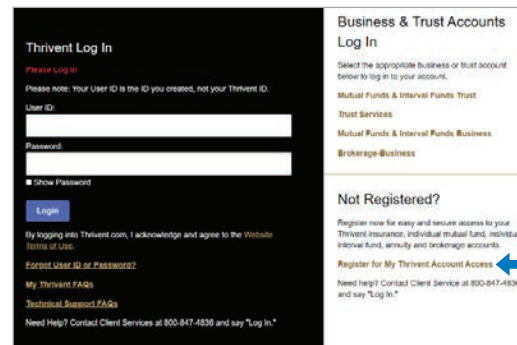 Thrivent Log In
Please Log In
Please note: Your User ID is the ID you created, not your Thrivent ID.
User ID:
Password:
Show Password
Login
By logging into Thrivent.com, I acknowledge and agree to the Website
Terms of Use.
Forgot User ID or Password?
My Thrivent FAQs
Technical Support FAQs
Need Help? Contact Client Services at 800-847-4836 and say "Log In."
Business & Trust Accounts
Log In
Select the appropriate business or trust account
below to log in to your account.
Mutual Funds & Interval Funds Trust
Trust Services
Mutual Funds & Interval Funds Business
Brokerage-Business
Not Registered?
Register now for easy and secure access to your
Thrivent insurance, individual mutual fund, individu
interval fund, annuity and brokerage accounts.
Register for My Thrivent Account Access
Need help? Contact Client Service at 800-847-4836
and say "Log In."